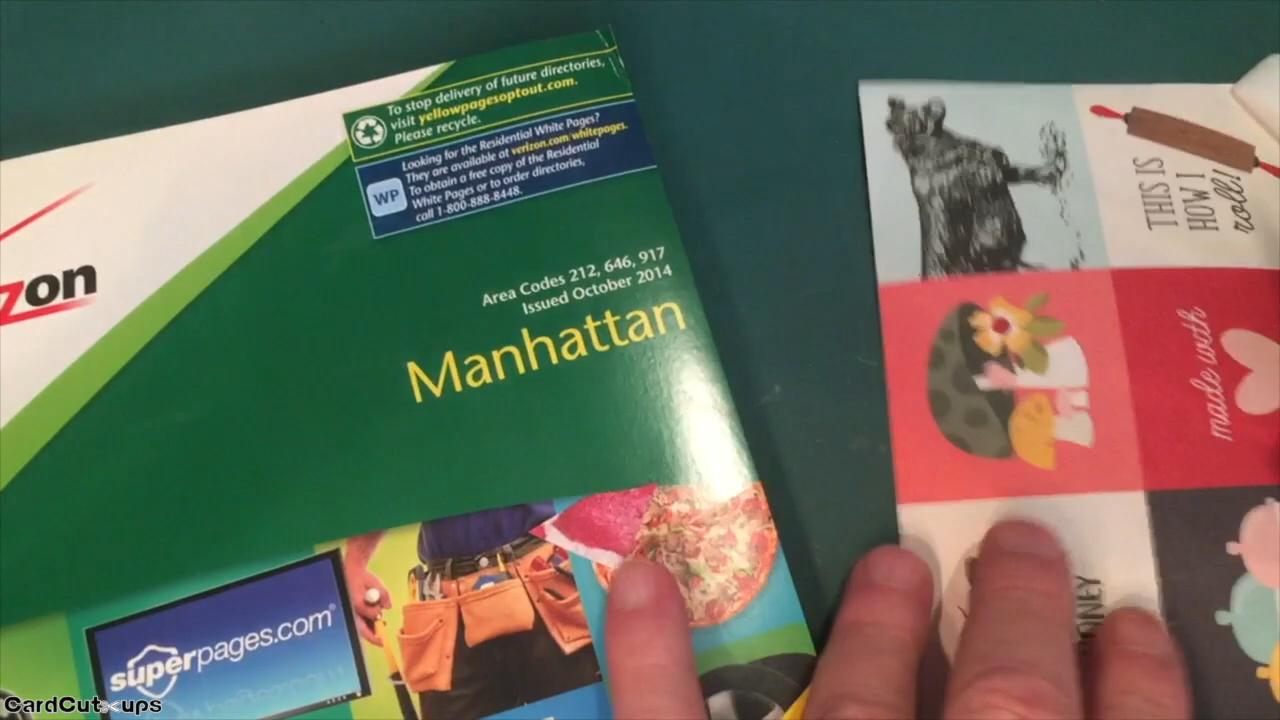 To stop delivery of future directories,
visit yellowpagesoptout.com.
Please recycle.
Looking for the Residential White Pages?
They are available at verizon.com/whitepages.
To obtain a free copy of the Residential
White Pages or to order directories,
call 1-800-888-8448.
WP
zon
Area Codes 212, 646, 917
Issued October 2014
Manhattan
superpages.com®
THIS IS
HOW I
roll!
made with
CardCut-ups